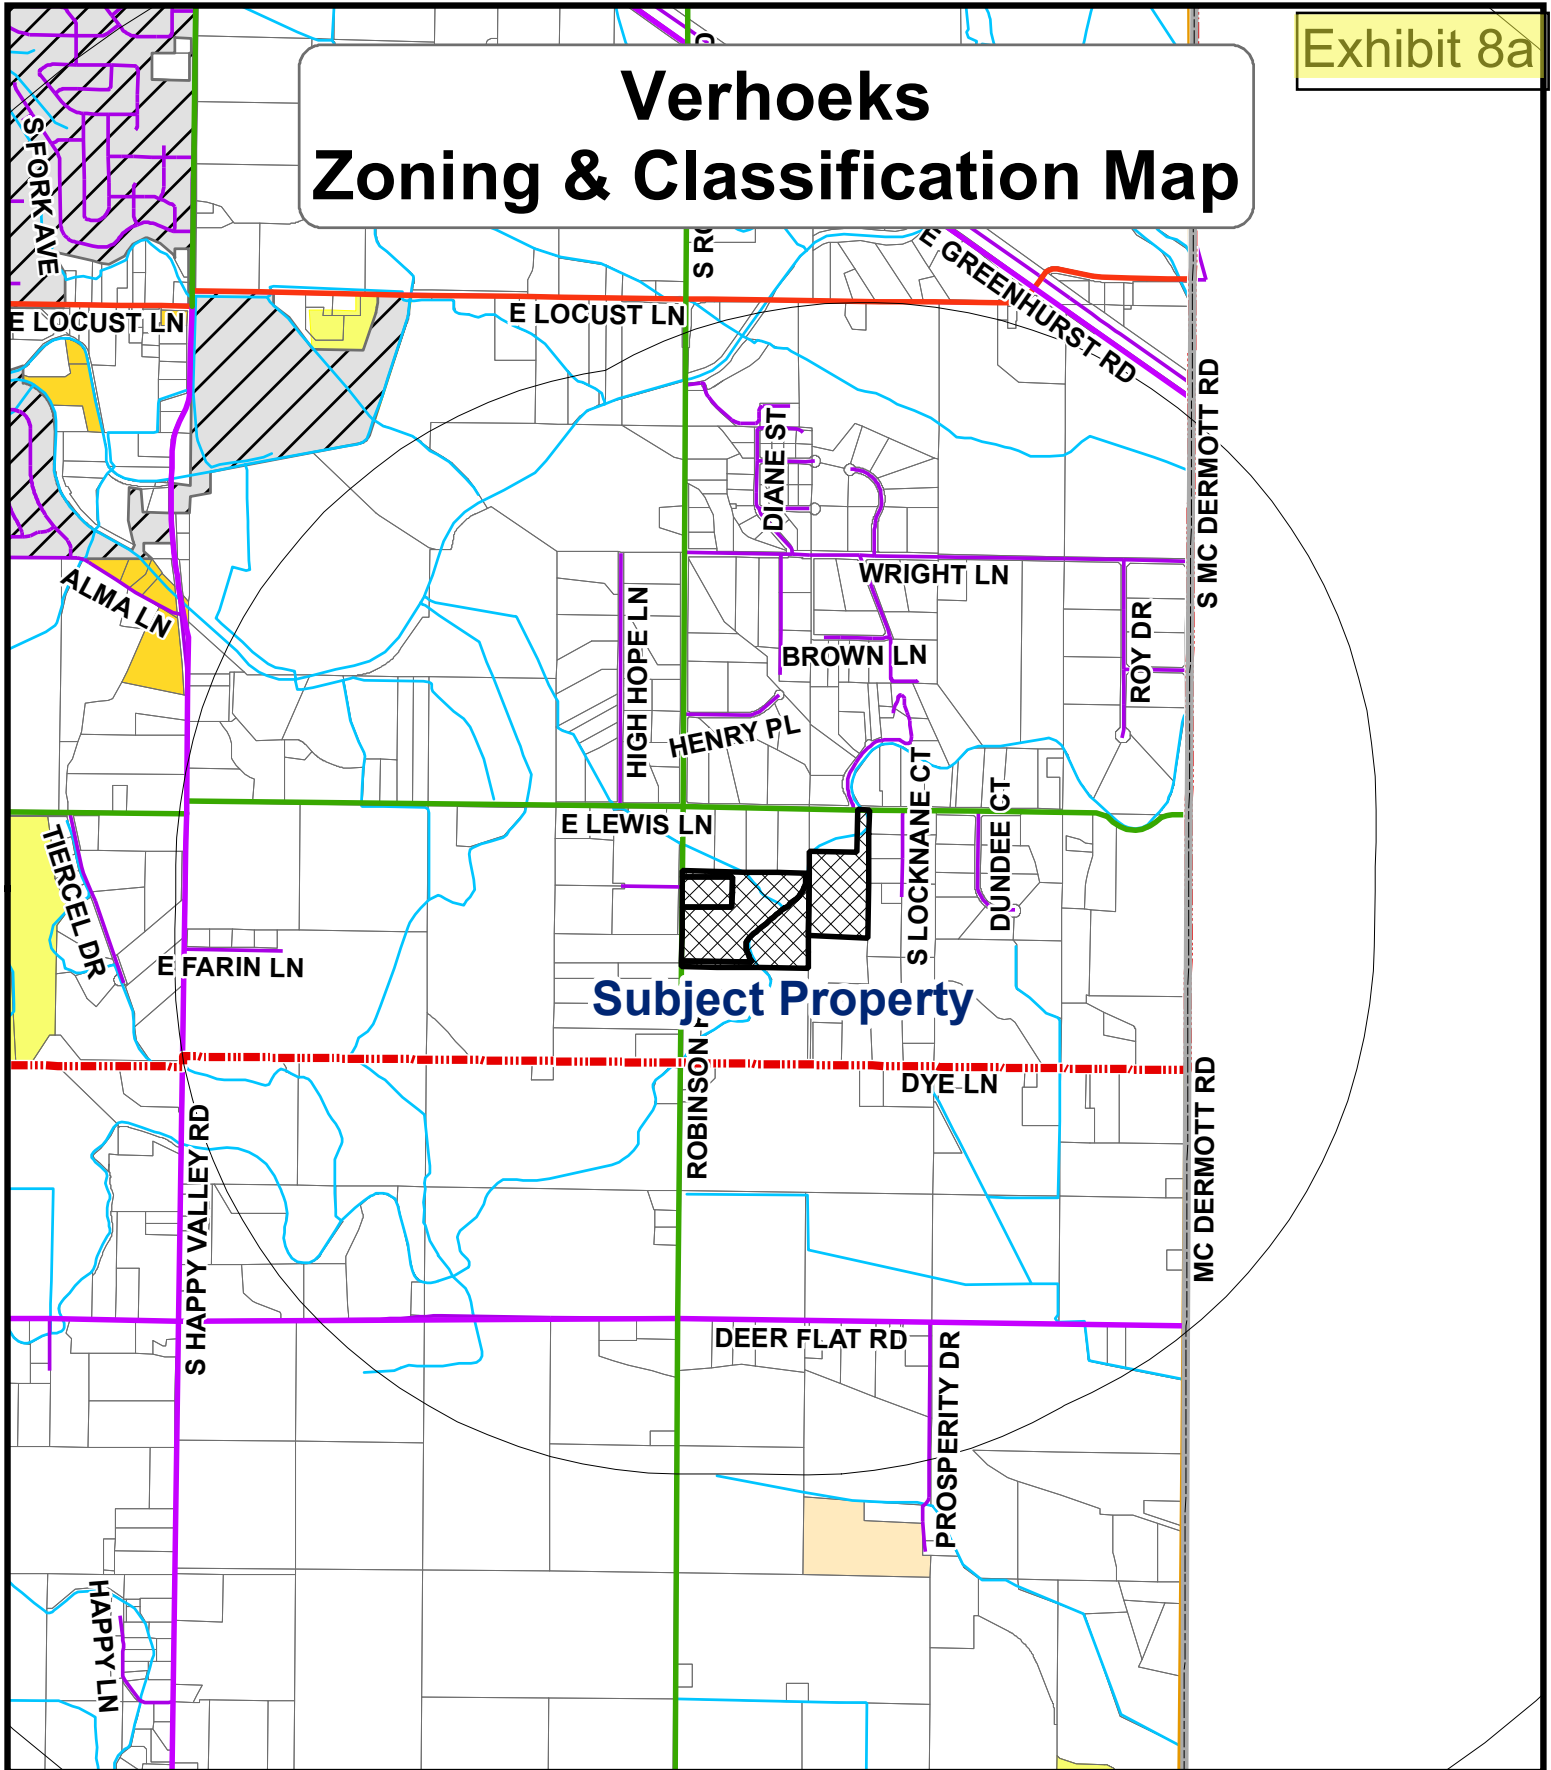 Exhibit 8a
Verhoeks
Zoning & Classification Map
S FORK AVE
E GREENHURST RD
E LOCUST LN
E LOCUST LN
S MC DERMOTT RD
DIANE ST
ALMA LN
WRIGHT LN
HIGH HOPE LN
BROWN LN
ROY DR
HENRY PL
S LOCKNANE CT
DUNDEE CT
E LEWIS LN
TIERCEL DR
E FARIN LN
Subject Property
ROBINSON
DYE LN
MC DERMOTT RD
S HAPPY VALLEY RD
DEER FLAT RD
PROSPERITY DR
HAPPY LN